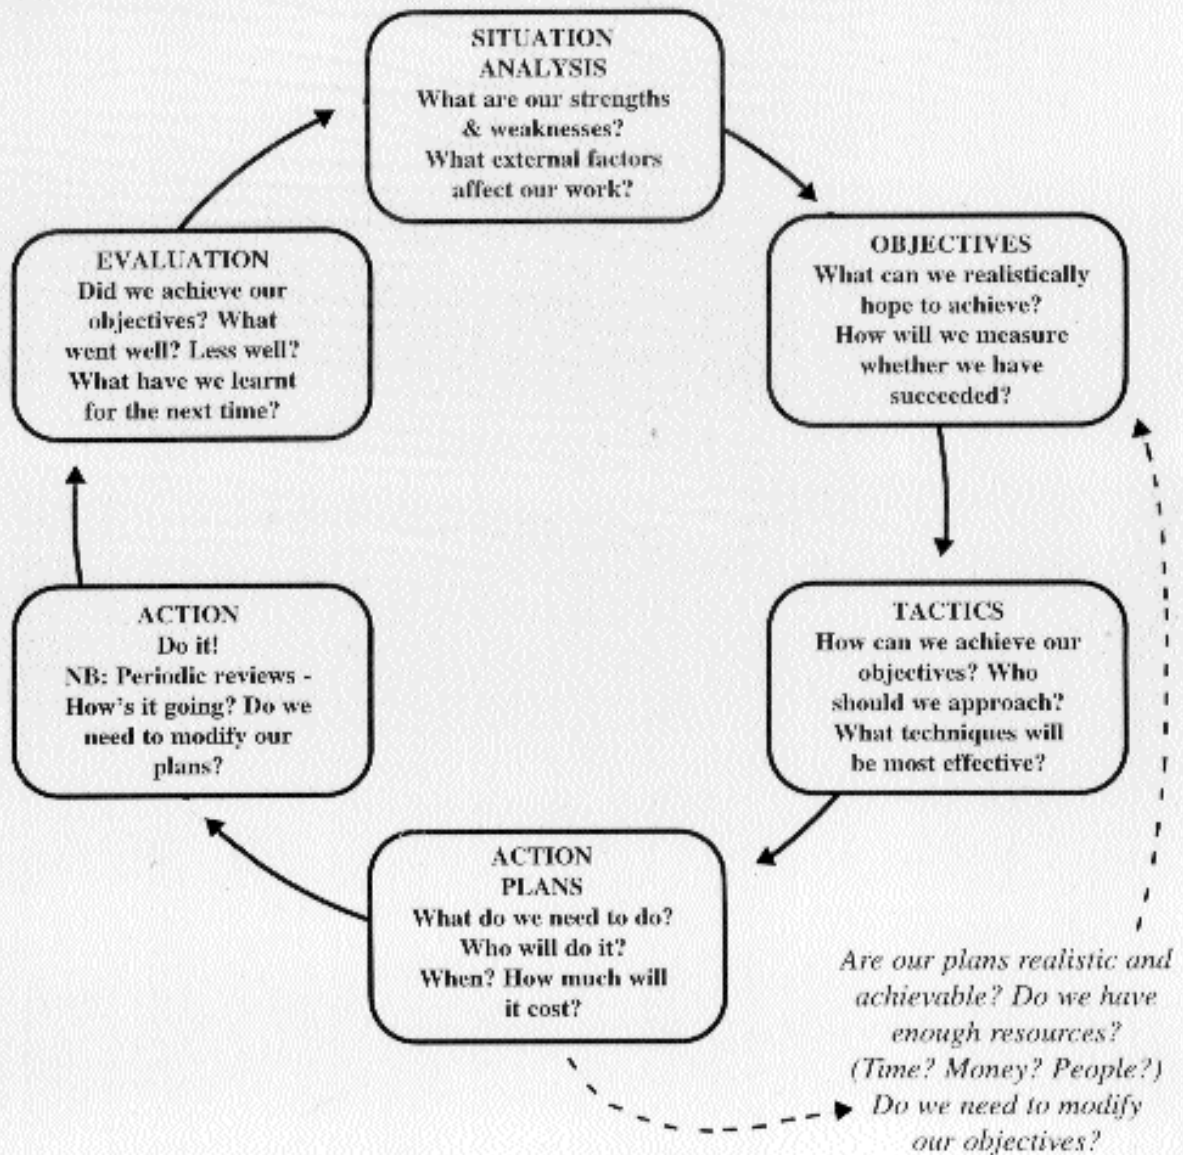 SITUATION
ANALYSIS
What are our strengths
& weaknesses?
What external factors
affect our work?
OBJECTIVES
What can we realistically
hope to achieve?
How will we measure
whether we have
succeeded?
TACTICS
How can we achieve our
objectives? Who
should we approach?
What techniques will
be most effective?
ACTION
PLANS
What do we need to do?
Who will do it?
When? How much will
it cost?
Are our plans realistic and
achievable? Do we have
enough resources?
(Time? Money? People?)
Do we need to modify
our objectives?
ACTION
Do it!
NB: Periodic reviews -
How's it going? Do we
need to modify our
plans?
EVALUATION
Did we achieve our
objectives? What
went well? Less well?
What have we learnt
for the next time?